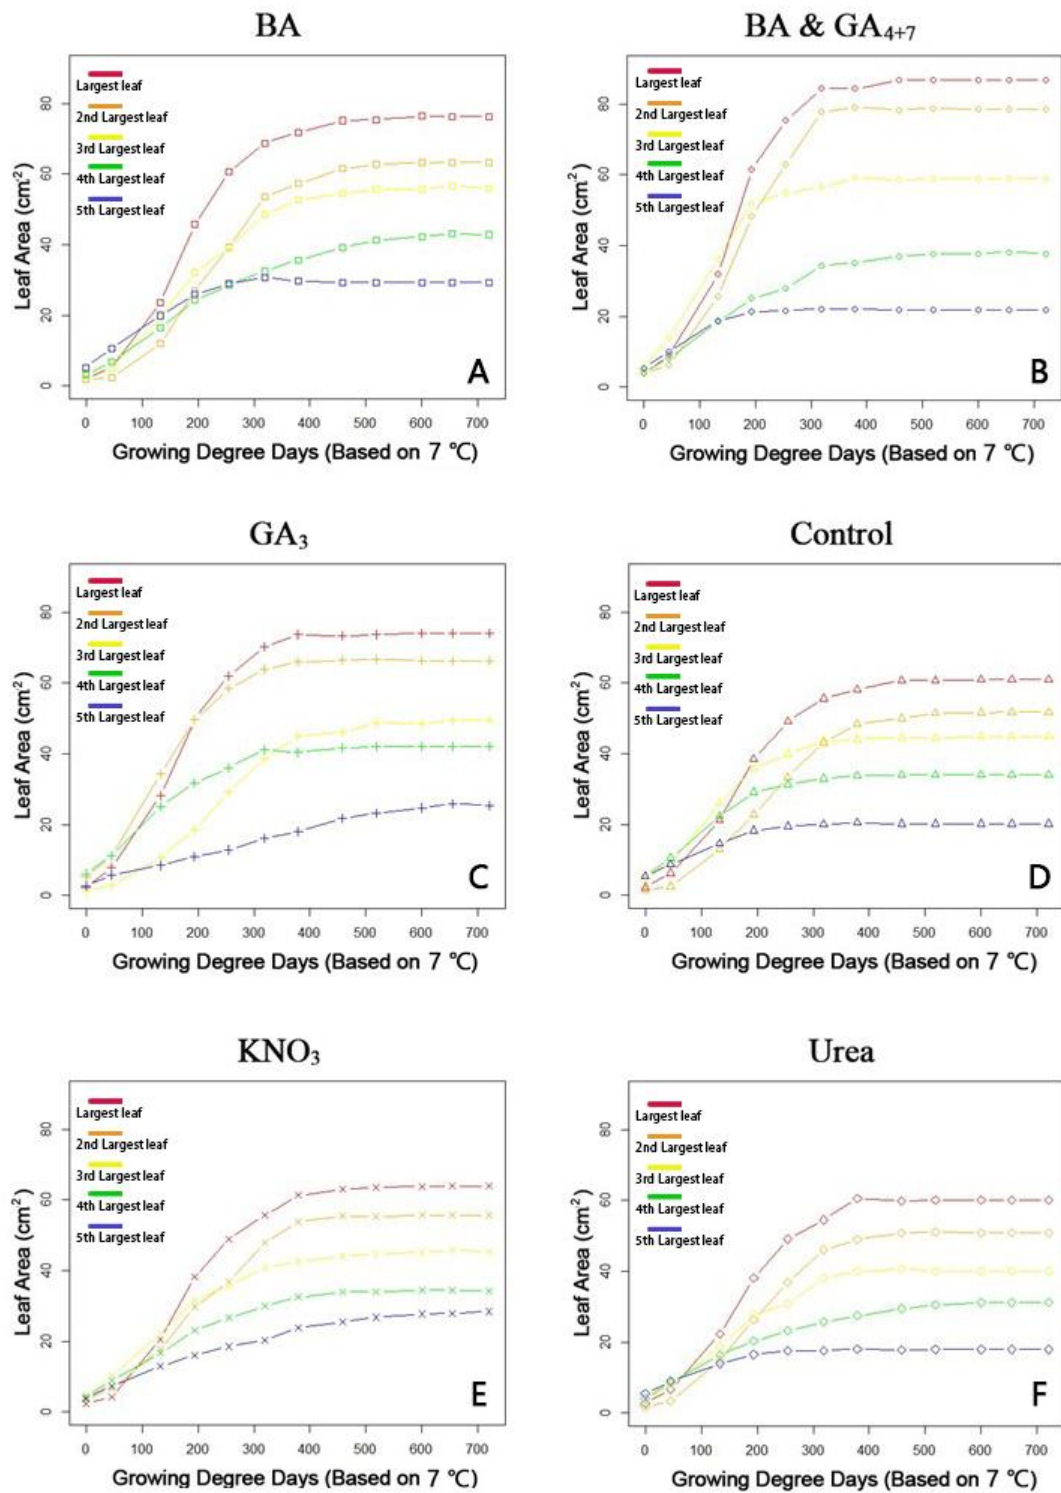 BA
BA & GA₄₊₇
Largest leaf
2nd Largest leaf
3rd Largest leaf
4th Largest leaf
5th Largest leaf
Leaf Area (cm²)
0
20
40
60
80
0 100 200 300 400 500 600 700
Growing Degree Days (Based on 7 ℃)
A
Largest leaf
2nd Largest leaf
3rd Largest leaf
4th Largest leaf
5th Largest leaf
Leaf Area (cm²)
0
20
40
60
80
0 100 200 300 400 500 600 700
Growing Degree Days (Based on 7 ℃)
B
GA₃
Control
Largest leaf
2nd Largest leaf
3rd Largest leaf
4th Largest leaf
5th Largest leaf
Leaf Area (cm²)
0
20
40
60
80
0 100 200 300 400 500 600 700
Growing Degree Days (Based on 7 ℃)
C
Largest leaf
2nd Largest leaf
3rd Largest leaf
4th Largest leaf
5th Largest leaf
Leaf Area (cm²)
0
20
40
60
80
0 100 200 300 400 500 600 700
Growing Degree Days (Based on 7 ℃)
D
KNO₃
Urea
Largest leaf
2nd Largest leaf
3rd Largest leaf
4th Largest leaf
5th Largest leaf
Leaf Area (cm²)
0
20
40
60
80
0 100 200 300 400 500 600 700
Growing Degree Days (Based on 7 ℃)
E
Largest leaf
2nd Largest leaf
3rd Largest leaf
4th Largest leaf
5th Largest leaf
Leaf Area (cm²)
0
20
40
60
80
0 100 200 300 400 500 600 700
Growing Degree Days (Based on 7 ℃)
F